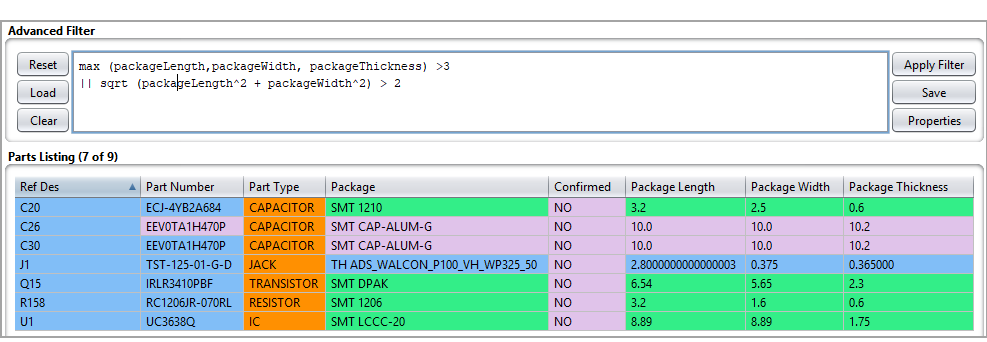 Advanced Filter
Reset
Load
Clear
max (packageLength,packageWidth, packageThickness) >3
|| sqrt (packageLength^2 + packageWidth^2) > 2
Apply Filter
Save
Properties
Parts Listing (7 of 9)
Ref Des Part Number Part Type Package Confirmed Package Length Package Width Package Thickness
C20 ECJ-4YB2A684 CAPACITOR SMT 1210 NO 3.2 2.5 0.6
C26 EEV0TA1H470P CAPACITOR SMT CAP-ALUM-G NO 10.0 10.0 10.2
C30 EEV0TA1H470P CAPACITOR SMT CAP-ALUM-G NO 10.0 10.0 10.2
J1 TST-125-01-G-D JACK TH ADS_WALCON_P100_VH_WP325_50 NO 2.8000000000000003 0.375 0.365000
Q15 IRLR3410PBF TRANSISTOR SMT DPAK NO 6.54 5.65 2.3
R158 RC1206JR-070RL RESISTOR SMT 1206 NO 3.2 1.6 0.6
U1 UC3638Q IC SMT LCCC-20 NO 8.89 8.89 1.75